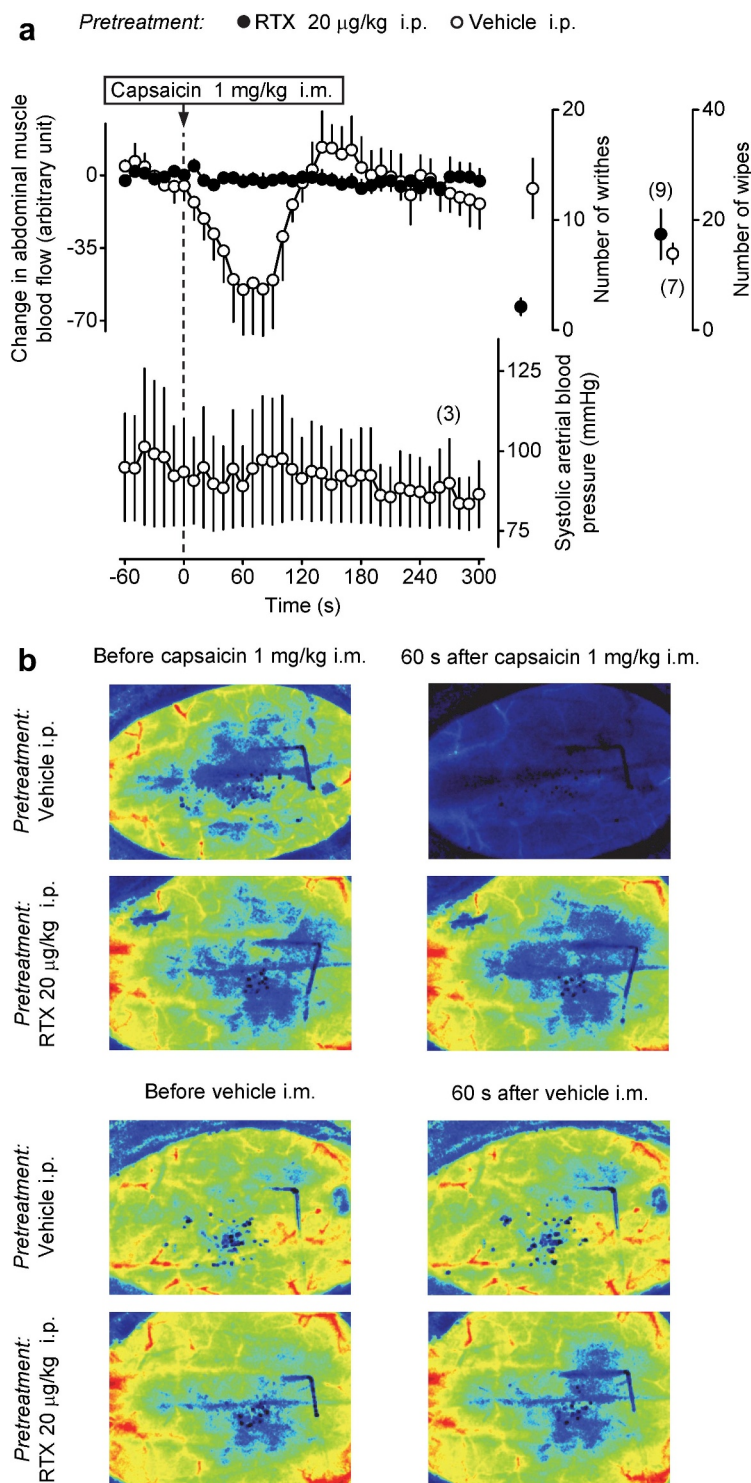 a
Pretreatment: ● RTX 20 µg/kg i.p. ○ Vehicle i.p.
Capsaicin 1 mg/kg i.m.
Change in abdominal muscle
blood flow (arbitrary unit)
0
-35
-70
20
10
0
Number of writhes
(9)
(7)
40
20
0
Number of wipes
(3)
125
100
75
Systolic aretrial blood
pressure (mmHg)
-60 0 60 120 180 240 300
Time (s)
b
Before capsaicin 1 mg/kg i.m.
60 s after capsaicin 1 mg/kg i.m.
Pretreatment:
Vehicle i.p.
Pretreatment:
RTX 20 µg/kg i.p.
Before vehicle i.m.
60 s after vehicle i.m.
Pretreatment:
Vehicle i.p.
Pretreatment:
RTX 20 µg/kg i.p.